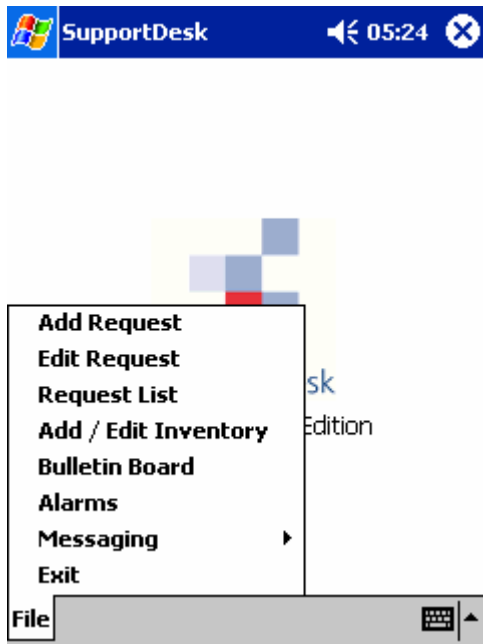 SupportDesk 05:24
Add Request
Edit Request
sk
Request List
Edition
Add / Edit Inventory
Bulletin Board
Alarms
Messaging
Exit
File